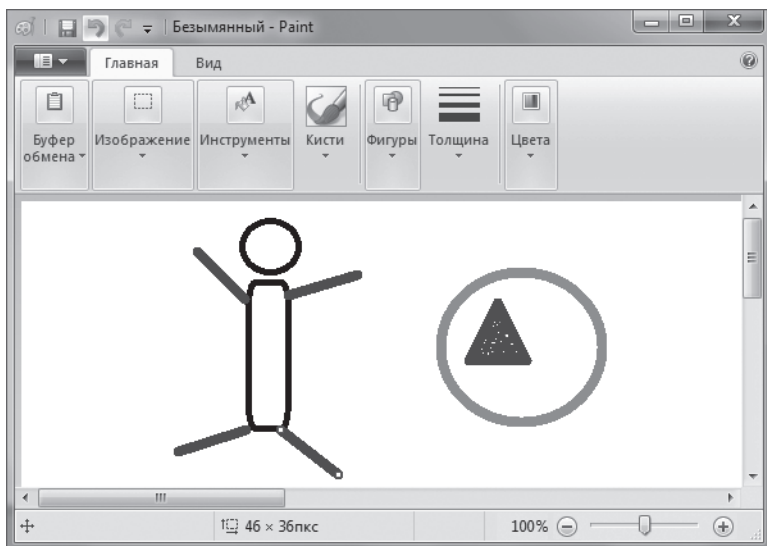 Безымянный - Paint
Главная Вид
Буфер обмена
Изображение
Инструменты
Кисти
Фигуры
Толщина
Цвета
46 × 36пкс 100%